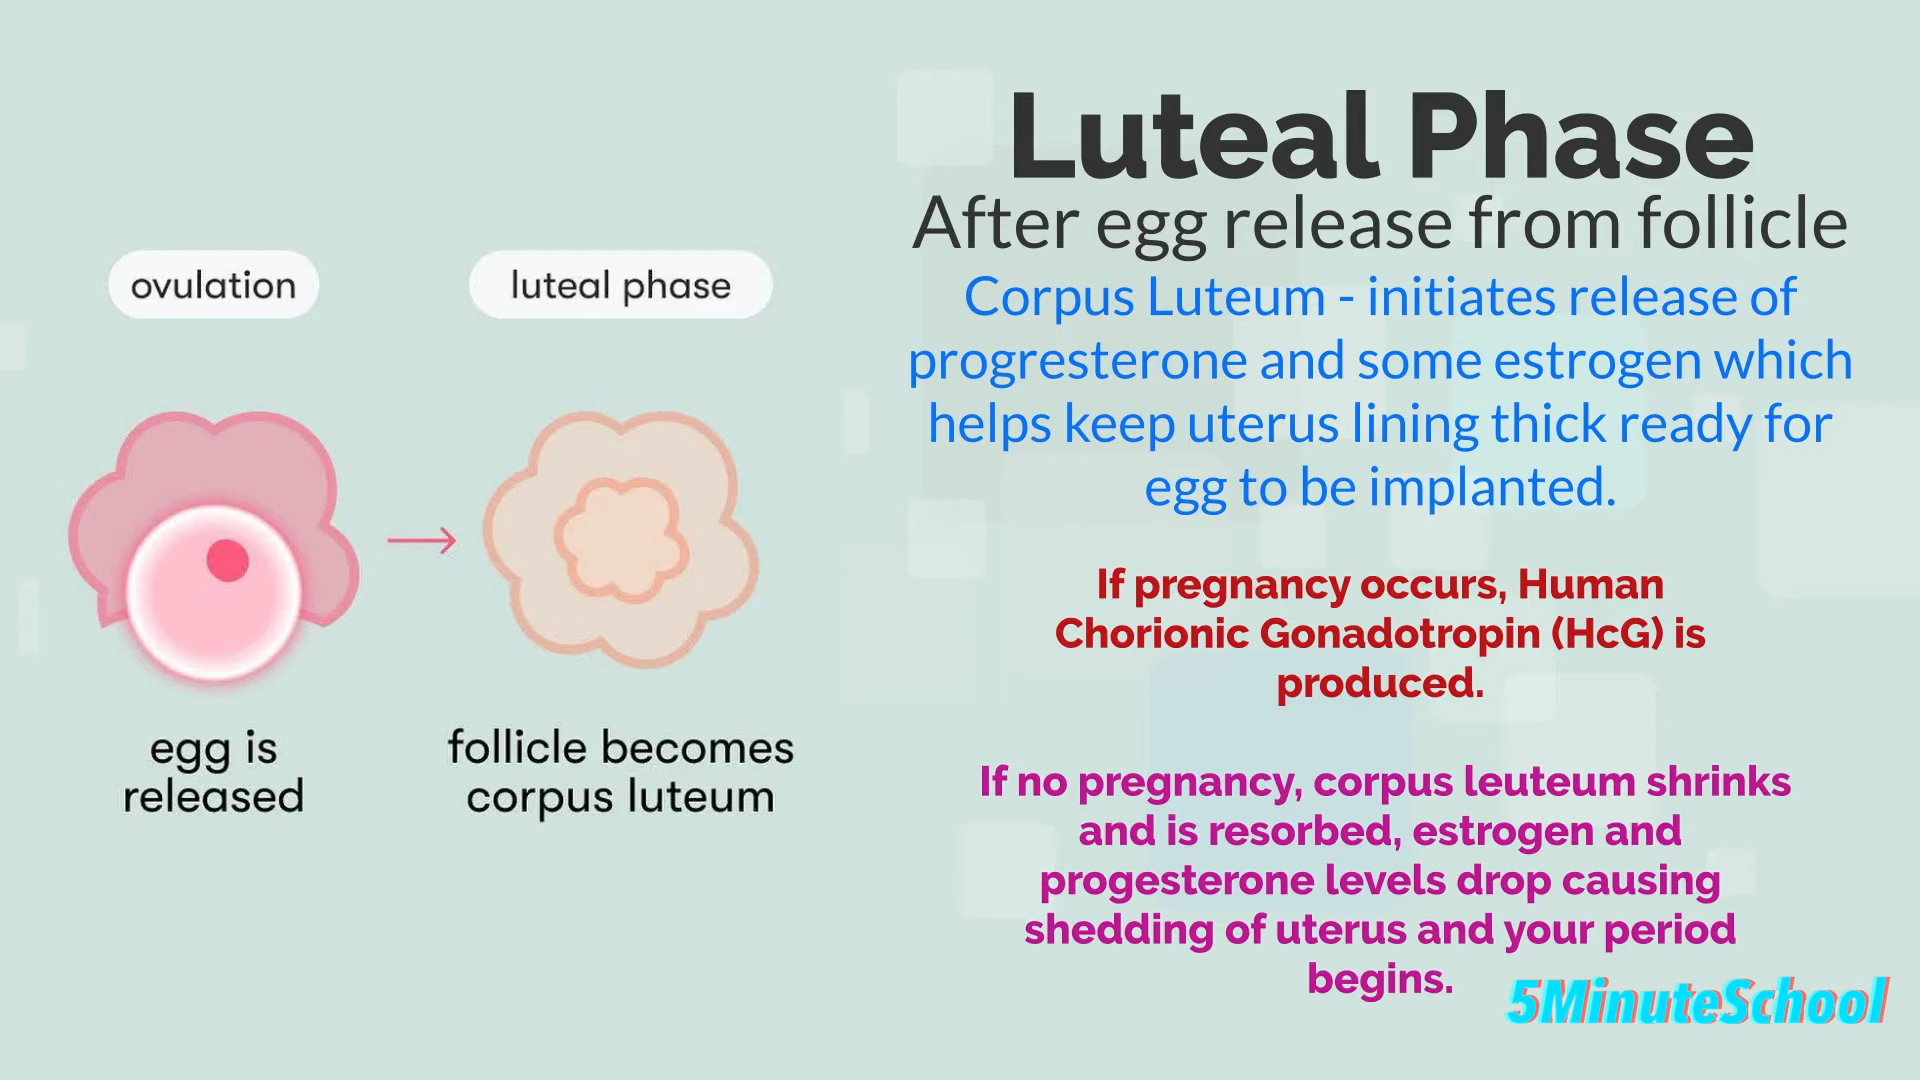 ovulation
luteal phase
egg is
released
follicle becomes
corpus luteum
Luteal Phase
After egg release from follicle
Corpus Luteum - initiates release of
progresterone and some estrogen which
helps keep uterus lining thick ready for
egg to be implanted.
If pregnancy occurs, Human
Chorionic Gonadotropin (HcG) is
produced.
If no pregnancy, corpus leuteum shrinks
and is resorbed, estrogen and
progesterone levels drop causing
shedding of uterus and your period
begins.
5MinuteSchool